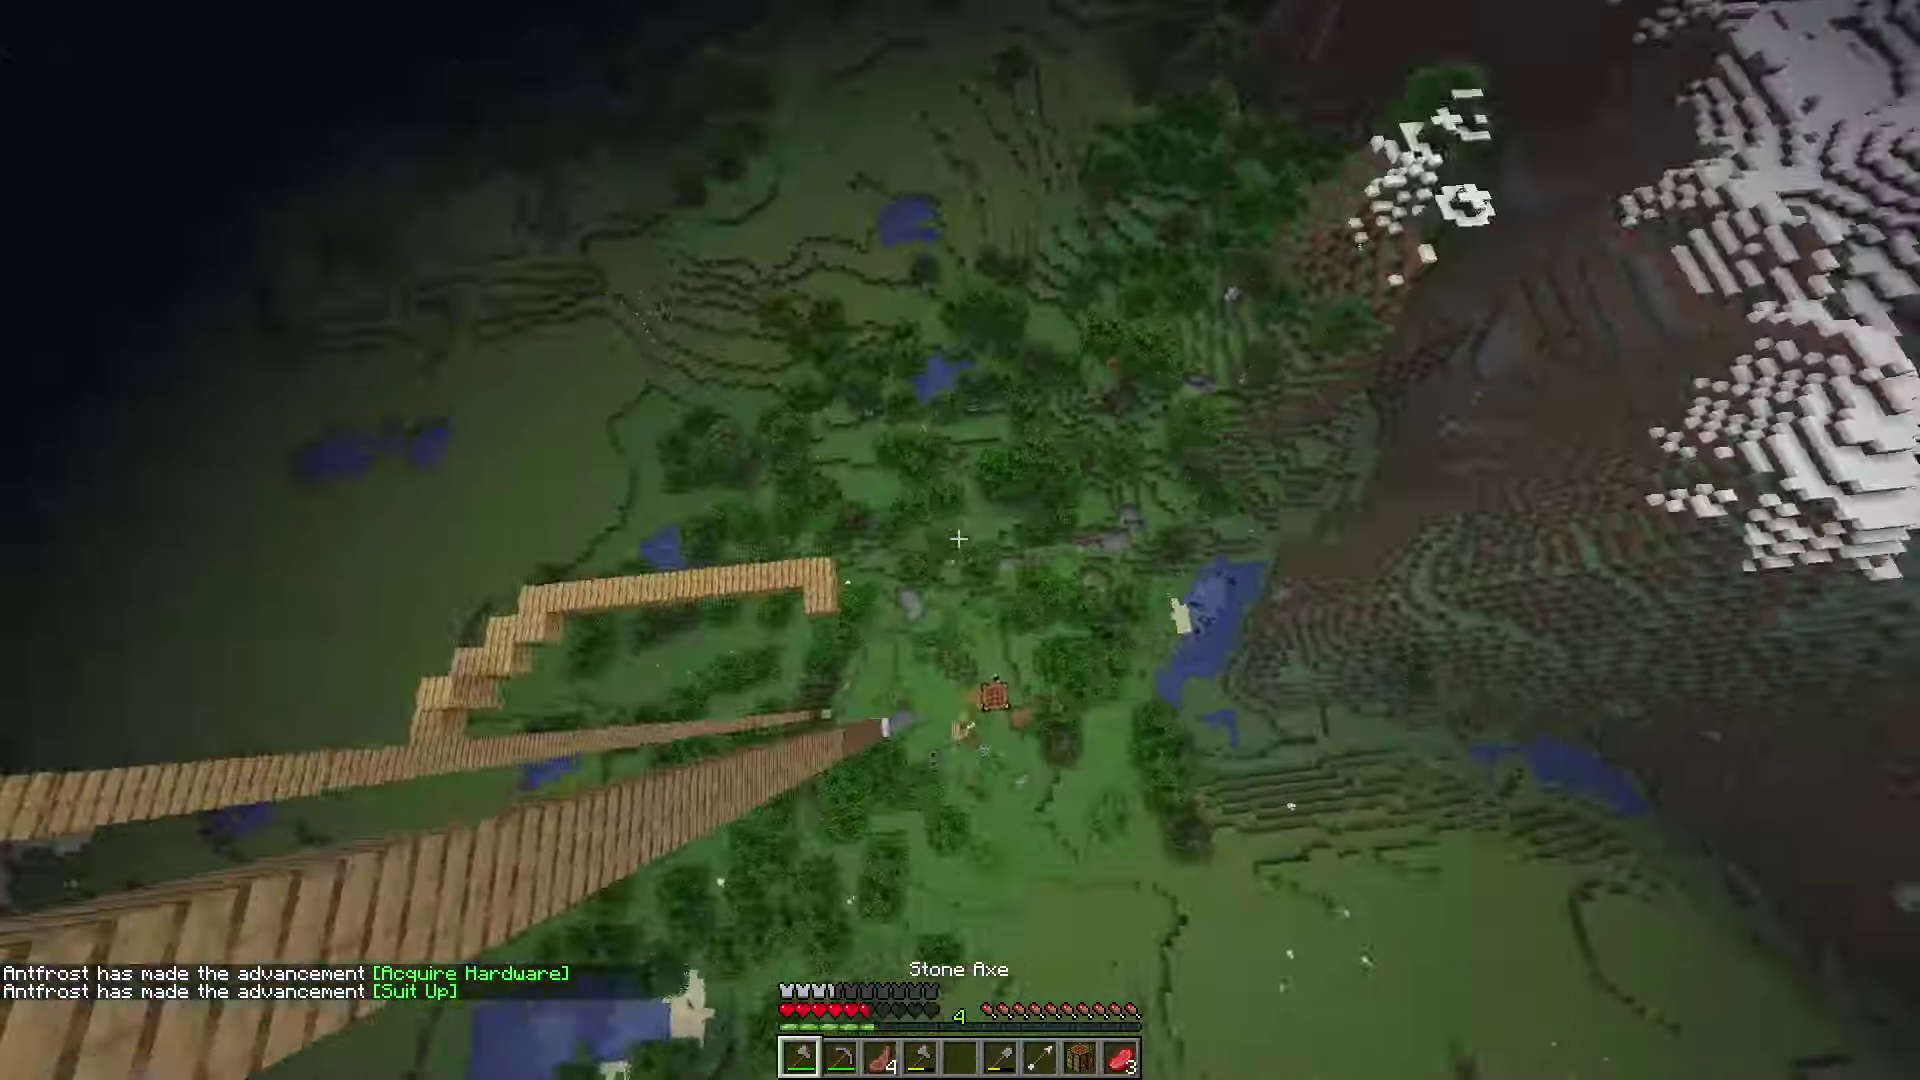 Antfrost has made the advancement [Acquire Hardware]
Antfrost has made the advancement [Suit Up]
Stone Axe
4
4
3